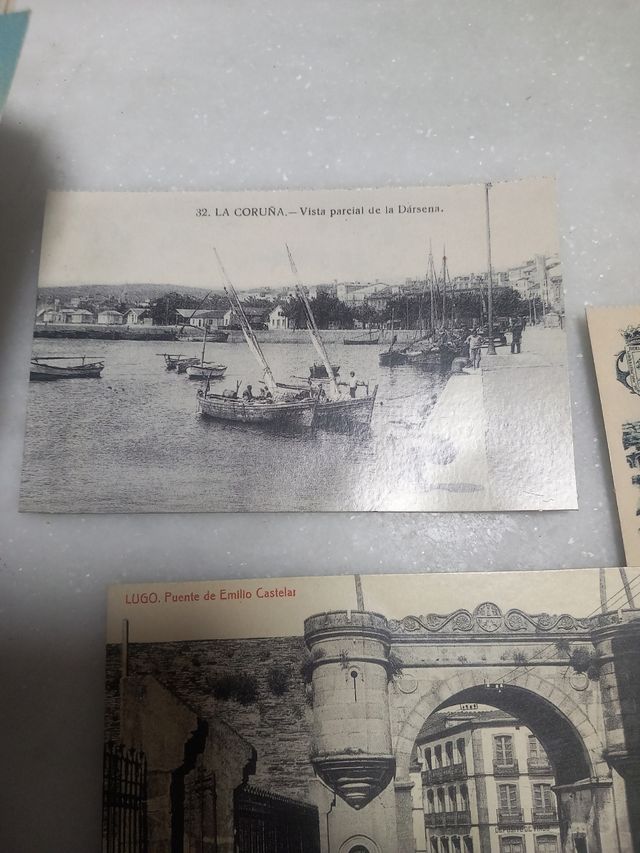 32. LA CORUÑA.—Vista parcial de la Dársena.
LUGO. Puente de Emilio Castelar